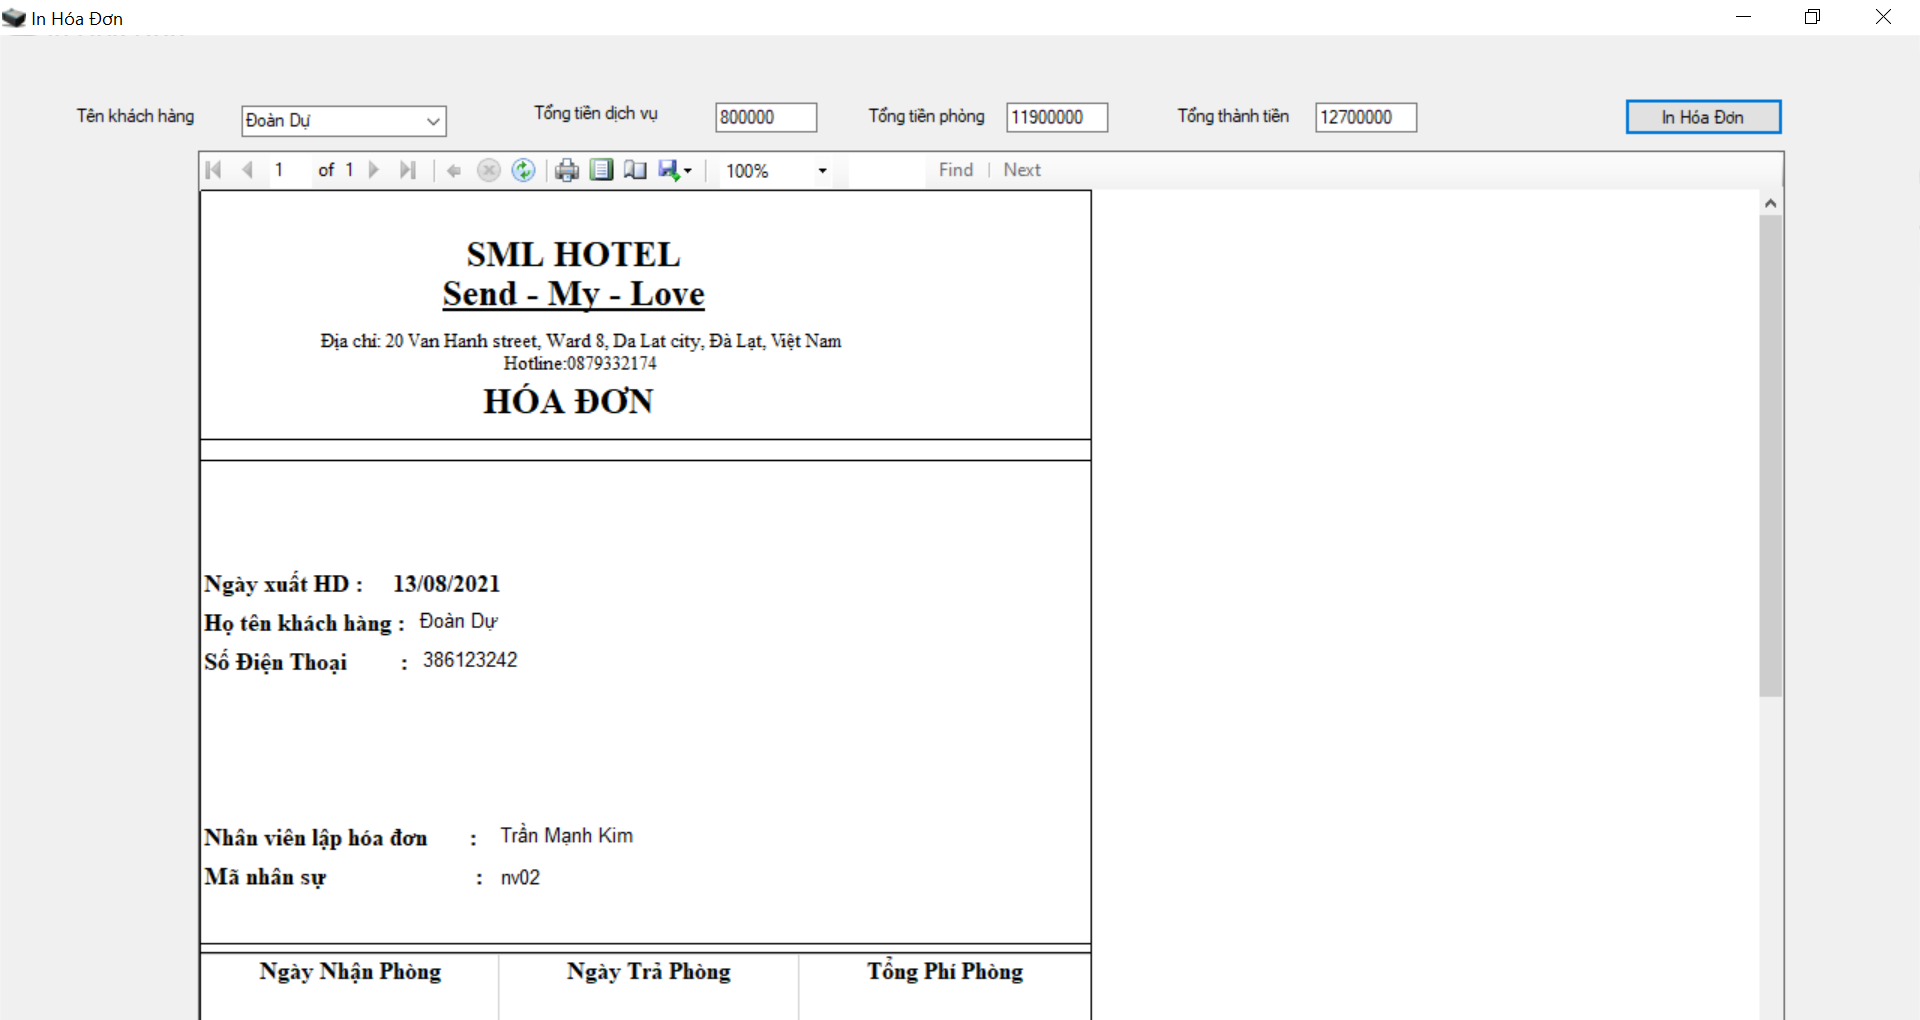 In Hóa Đơn
Tên khách hàng Đoàn Dự Tổng tiền dịch vụ 800000 Tổng tiền phòng 11900000 Tổng thành tiền 12700000 In Hóa Đơn
1 of 1 100% Find | Next
SML HOTEL
Send - My - Love
Địa chỉ: 20 Van Hanh street, Ward 8, Da Lat city, Đà Lạt, Việt Nam
Hotline:0879332174
HÓA ĐƠN
Ngày xuất HD : 13/08/2021
Họ tên khách hàng : Đoàn Dự
Số Điện Thoại : 386123242
Nhân viên lập hóa đơn : Trần Mạnh Kim
Mã nhân sự : nv02
Ngày Nhận Phòng Ngày Trả Phòng Tổng Phí Phòng